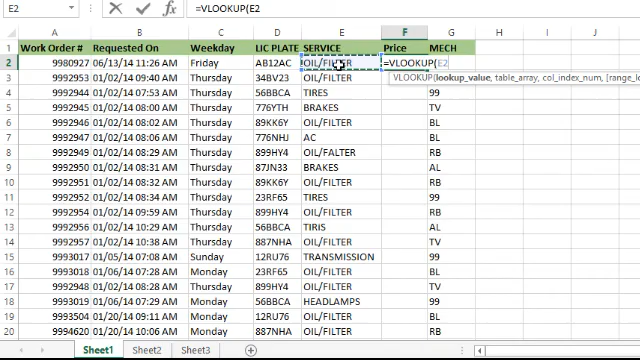 E2 =VLOOKUP(E2
A B C D E F G H I J K
1 Work Order # Requested On Weekday LIC PLATE SERVICE Price MECH
2 9980927 06/13/14 11:26 AM Friday AB12AC OIL/FILTER =VLOOKUP(E2
VLOOKUP(lookup_value, table_array, col_index_num, [range_lo
3 9992953 01/02/14 09:40 AM Thursday 34BV23 OIL/FILTER
4 9992944 01/02/14 07:53 AM Thursday 56BBCA TIRES 99
5 9992945 01/02/14 08:00 AM Thursday 776YTH BRAKES TV
6 9992946 01/02/14 08:06 AM Thursday 89KK6Y OIL/FILTER BL
7 9992947 01/02/14 08:11 AM Thursday 776NHJ AC BL
8 9992949 01/02/14 08:29 AM Thursday 899HY4 OIL/FALTER RB
9 9992950 01/02/14 08:31 AM Thursday 87JN33 BRAKES AL
10 9992951 01/02/14 08:32 AM Thursday 89KK6Y OIL/FILTER RB
11 9992952 01/02/14 08:34 AM Thursday 23RF65 TIRES 99
12 9992954 01/02/14 09:59 AM Thursday 899HY4 OIL/FILTER RB
13 9992956 01/02/14 10:29 AM Thursday 56BBCA TIRIS AL
14 9992957 01/02/14 10:38 AM Thursday 887NHA OIL/FILTER TV
15 9993017 01/05/14 07:08 AM Sunday 12RU76 TRANSMISSION 99
16 9993018 01/06/14 07:28 AM Monday 23RF65 OIL/FILTER BL
17 9992948 01/02/14 08:28 AM Thursday 887NHA OIL/FILTER TV
18 9993019 01/06/14 07:29 AM Monday 56BBCA HEADLAMPS 99
19 9993504 01/20/14 09:11 AM Monday 12RU76 OIL/FILTER BL
20 9994620 01/20/14 10:06 AM Monday 887NHA OIL/FILTER RB
Sheet1 Sheet2 Sheet3